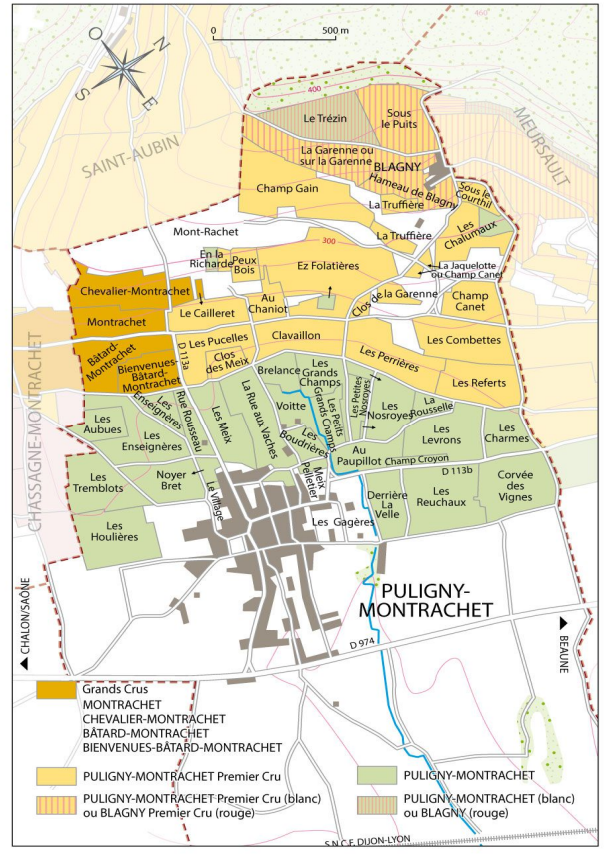 O
N
S
E
0
500 m
400
460
400
SAINT-AUBIN
MEURSAULT
Le Trézin
Sous
le Puits
La Garenne ou
sur la Garenne
BLAGNY
Hameau de Blagny
Champ Gain
La Truffière
Sous le
Courthil
Les
Chalumaux
Mont-Rachet
La Truffière
300
En la
Richarde
Peux
Bois
Ez Folatières
La Jaquelotte
ou Champ Canet
Chevalier-Montrachet
Au
Chaniot
Clos de la Garenne
Champ
Canet
Le Cailleret
Montrachet
Les Pucelles
Clavaillon
Les Combettes
Bâtard-
Montrachet
D 113a
Clos
des Meix
Les Perrières
Bienvenues-
Bâtard-
Montrachet
Brelance
Les
Grands
Champs
Les Referts
CHASSAGNE-MONTRACHET
Les
Enseignères
Rue Rousseau
Les Meix
La Rue aux Vaches
Voitte
Les Petits
Grands Champs
Les Petites
Nosroyes
Les
Nosroyes
La
Rousselle
Les
Aubues
Les
Enseignères
Les
Boudrières
Les
Levrons
Les
Charmes
Au
Paupillot
Champ Croyon
Les
Tremblots
Noyer
Bret
Le Village
Meix
Pelletier
D 113b
Corvée
des
Vignes
Derrière
La
Velle
Les
Reuchaux
Les
Houlières
Les Gagères
PULIGNY-
MONTRACHET
CHALON/SAÔNE
D 974
BEAUNE
Grands Crus
MONTRACHET
CHEVALIER-MONTRACHET
BÂTARD-MONTRACHET
BIENVENUES-BÂTARD-MONTRACHET
PULIGNY-MONTRACHET Premier Cru
PULIGNY-MONTRACHET
PULIGNY-MONTRACHET Premier Cru (blanc)
ou BLAGNY Premier Cru (rouge)
PULIGNY-MONTRACHET (blanc)
ou BLAGNY (rouge)
S.N.C.F. DIJON-LYON